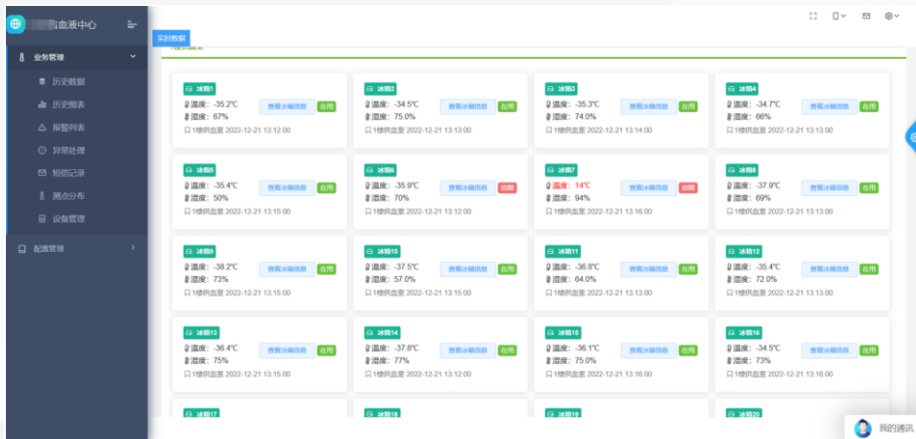 血液中心
实时数据
业务管理
历史数据
历史图表
报警列表
异常处理
短信记录
测点分布
设备管理
配置管理
冰箱1
温度: -35.2℃
查看冰箱信息 在用
湿度: 67%
1楼供血室 2022-12-21 13:12:00
冰箱2
温度: -34.5℃
查看冰箱信息 在用
湿度: 75.0%
1楼供血室 2022-12-21 13:13:00
冰箱3
温度: -35.3℃
查看冰箱信息 在用
湿度: 74.0%
1楼供血室 2022-12-21 13:14:00
冰箱4
温度: -34.7℃
查看冰箱信息 在用
湿度: 66%
1楼供血室 2022-12-21 13:13:00
冰箱5
温度: -35.4℃
查看冰箱信息 在用
湿度: 50%
1楼供血室 2022-12-21 13:15:00
冰箱6
温度: -35.9℃
查看冰箱信息 故障
湿度: 70%
1楼供血室 2022-12-21 13:12:00
冰箱7
温度: 14℃
查看冰箱信息 故障
湿度: 94%
1楼供血室 2022-12-21 13:16:00
冰箱8
温度: -37.9℃
查看冰箱信息 在用
湿度: 69%
1楼供血室 2022-12-21 13:13:00
冰箱9
温度: -38.2℃
查看冰箱信息 在用
湿度: 73%
1楼供血室 2022-12-21 13:15:00
冰箱10
温度: -37.5℃
查看冰箱信息 在用
湿度: 57.0%
1楼供血室 2022-12-21 13:15:00
冰箱11
温度: -36.8℃
查看冰箱信息 在用
湿度: 64.0%
1楼供血室 2022-12-21 13:13:00
冰箱12
温度: -35.4℃
查看冰箱信息 在用
湿度: 72.0%
1楼供血室 2022-12-21 13:13:00
冰箱13
温度: -36.4℃
查看冰箱信息 在用
湿度: 75%
1楼供血室 2022-12-21 13:15:00
冰箱14
温度: -37.8℃
查看冰箱信息 在用
湿度: 77%
1楼供血室 2022-12-21 13:12:00
冰箱15
温度: -36.1℃
查看冰箱信息 在用
湿度: 75.0%
1楼供血室 2022-12-21 13:16:00
冰箱16
温度: -34.5℃
查看冰箱信息 在用
湿度: 73%
1楼供血室 2022-12-21 13:16:00
冰箱17
冰箱18
冰箱19
冰箱20
我的通讯